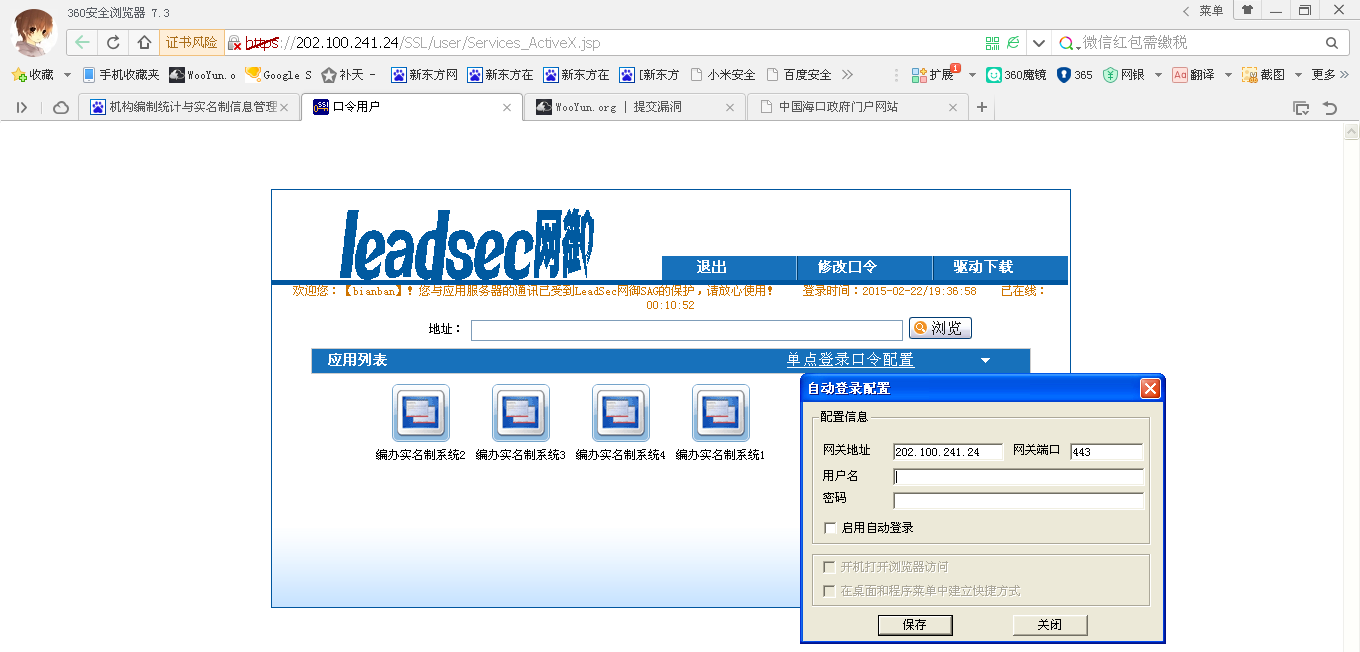 360安全浏览器 7.3
菜单
证书风险 https://202.100.241.24/SSL/user/Services_ActiveX.jsp 微信红包需缴税
收藏 手机收藏夹 WooYun.o Google S 补天 - 新东方网 新东方在 新东方在 [新东方 小米安全 百度安全 扩展 1 360魔镜 365 网银 Aa 翻译 截图 更多
机构编制统计与实名制信息管理 口令用户 WooYun.org | 提交漏洞 中国海口政府门户网站
leadsec网御
退出 修改口令 驱动下载
欢迎您：【bianban】！您与应用服务器的通讯已受到LeadSec网御SAG的保护，请放心使用! 登录时间：2015-02-22/19:36:58 已在线：
00:10:52
地址： 浏览
应用列表 单点登录口令配置
编办实名制系统2 编办实名制系统3 编办实名制系统4 编办实名制系统1
自动登录配置
配置信息
网关地址 202.100.241.24 网关端口 443
用户名
密码
启用自动登录
开机打开浏览器访问
在桌面和程序菜单中建立快捷方式
保存 关闭